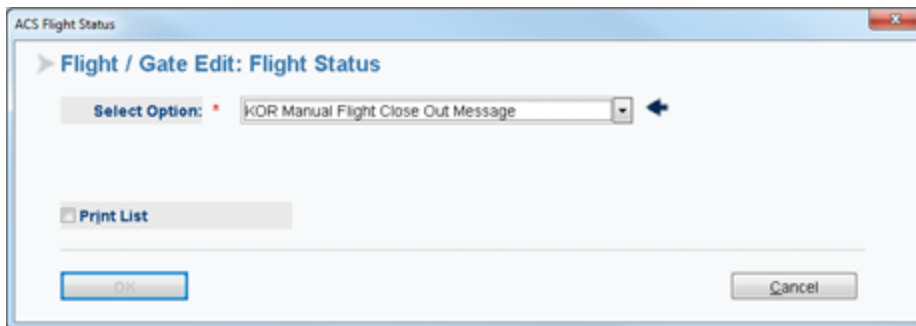 ACS Flight Status
Flight / Gate Edit: Flight Status
Select Option: * KOR Manual Flight Close Out Message
Print List
OK Cancel